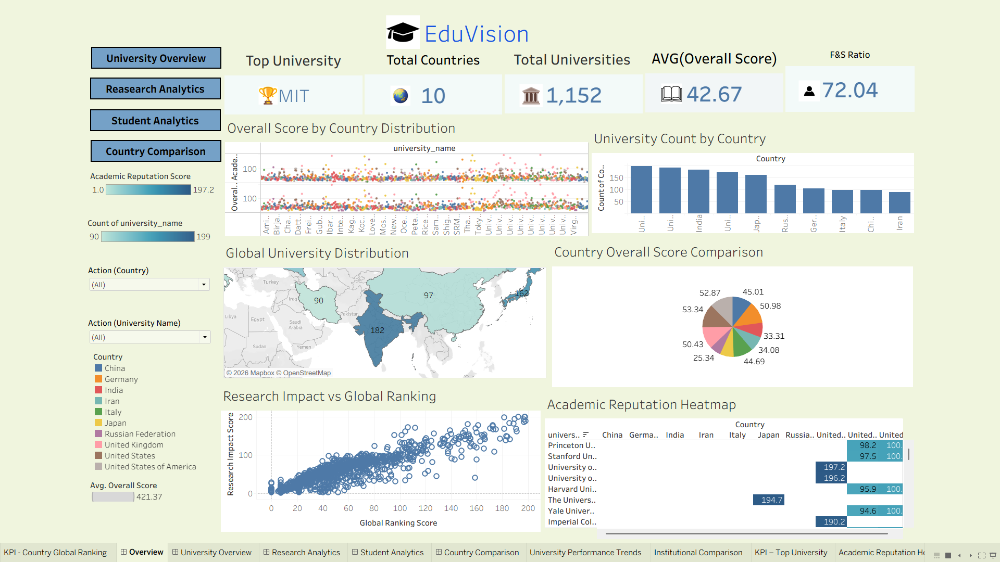 EduVision
University Overview
Reasearch Analytics
Student Analytics
Country Comparison
Top University
MIT
Total Countries
10
Total Universities
1,152
AVG(Overall Score)
42.67
F&S Ratio
72.04
Academic Reputation Score
1.0 197.2
Count of university_name
90 199
Action (Country)
(All)
Action (University Name)
(All)
Country
China
Germany
India
Iran
Italy
Japan
Russian Federation
United Kingdom
United States
United States of America
Avg. Overall Score
421.37
Overall Score by Country Distribution
university_name
Acade..
100
Overal..
100
Ami.. Birja.. Cha.. Datt.. Frei.. Gub.. Ibar.. Inte.. Kag.. Koc.. Love.. Mos.. New.. Oce.. Pete.. Rice .. Sam.. Shig.. SRM.. Tha.. Toky.. Univ.. Univ.. Univ.. Univ.. Univ.. Univ.. Univ.. Univ.. Virg..
University Count by Country
Country
Count of Co..
150
100
50
Uni.. Uni.. India Uni.. Jap.. Rus.. Ger.. Italy Chi.. Iran
Global University Distribution
Turkey
Iraq
Libya
Egypt
Saudi
Arabia
Pakistan
Sudan
Yemen
90
97
162
182
© 2026 Mapbox © OpenStreetMap
Country Overall Score Comparison
52.87 45.01
53.34 50.98
50.43 33.31
25.34 34.08
44.69
Research Impact vs Global Ranking
Research Impact Score
200
100
0
0 20 40 60 80 100 120 140 160 180 200
Global Ranking Score
Academic Reputation Heatmap
Country
univers.. China Germa.. India Iran Italy Japan Russia.. United.. United.. United
Princeton U.. 98.2 100.
Stanford Un.. 97.5 100.
University o.. 197.2
University o.. 196.2
Harvard Uni.. 95.9 100.
The Univers.. 194.7
Yale Univer.. 94.6 100.
Imperial Col.. 190.2
KPI - Country Global Ranking Overview University Overview Research Analytics Student Analytics Country Comparison University Performance Trends Institutional Comparison KPI – Top University Academic Reputation He